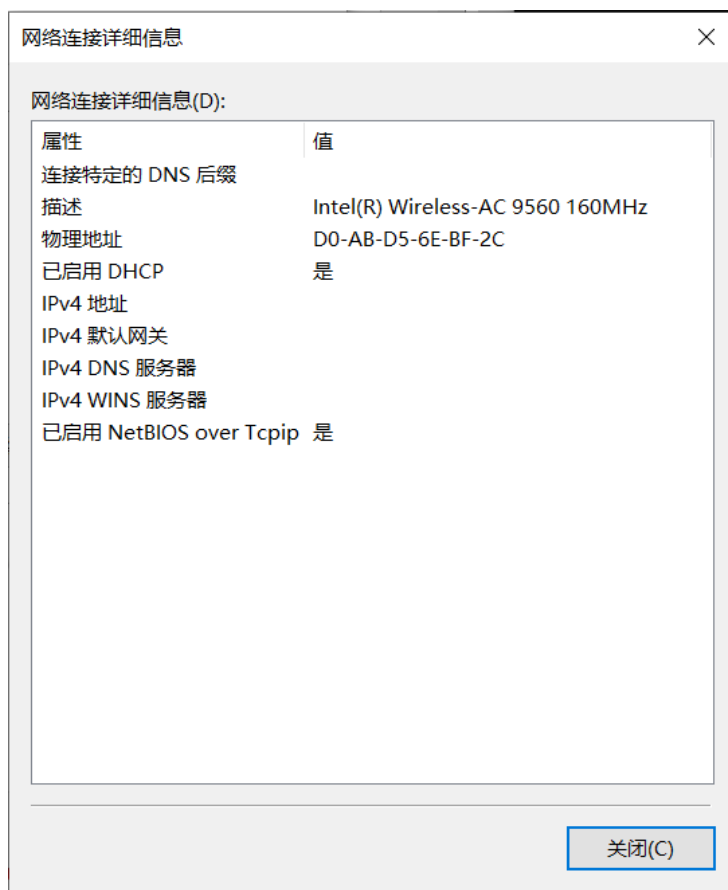 网络连接详细信息
网络连接详细信息(D):
属性 值
连接特定的 DNS 后缀
描述 Intel(R) Wireless-AC 9560 160MHz
物理地址 D0-AB-D5-6E-BF-2C
已启用 DHCP 是
IPv4 地址
IPv4 默认网关
IPv4 DNS 服务器
IPv4 WINS 服务器
已启用 NetBIOS over Tcpip 是
关闭(C)